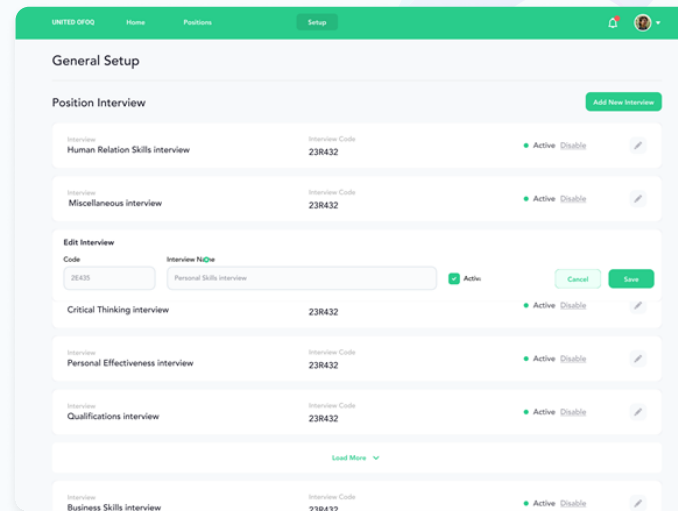 UNITED OFOQ Home Positions Setup
General Setup
Position Interview
Add New Interview
Interview Interview Code
Human Relation Skills interview 23R432 Active Disable
Interview Interview Code
Miscellaneous interview 23R432 Active Disable
Edit Interview
Code Interview Name
2E435 Personal Skills interview Active Cancel Save
Critical Thinking interview 23R432 Active Disable
Interview Interview Code
Personal Effectiveness interview 23R432 Active Disable
Interview Interview Code
Qualifications interview 23R432 Active Disable
Load More
Interview Interview Code
Business Skills interview 23R432 Active Disable